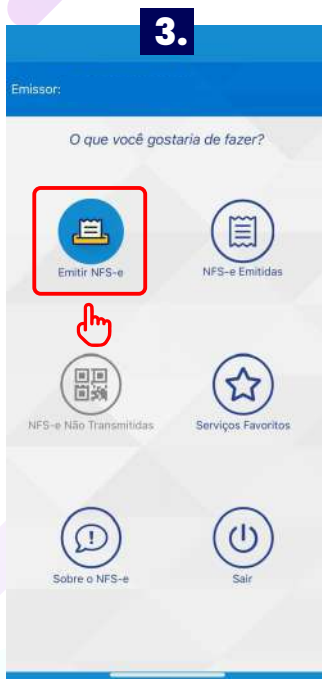 3.
Emissor:
O que você gostaria de fazer?
Emitir NFS-e
NFS-e Emitidas
NFS-e Não Transmitidas
Serviços Favoritos
Sobre o NFS-e
Sair